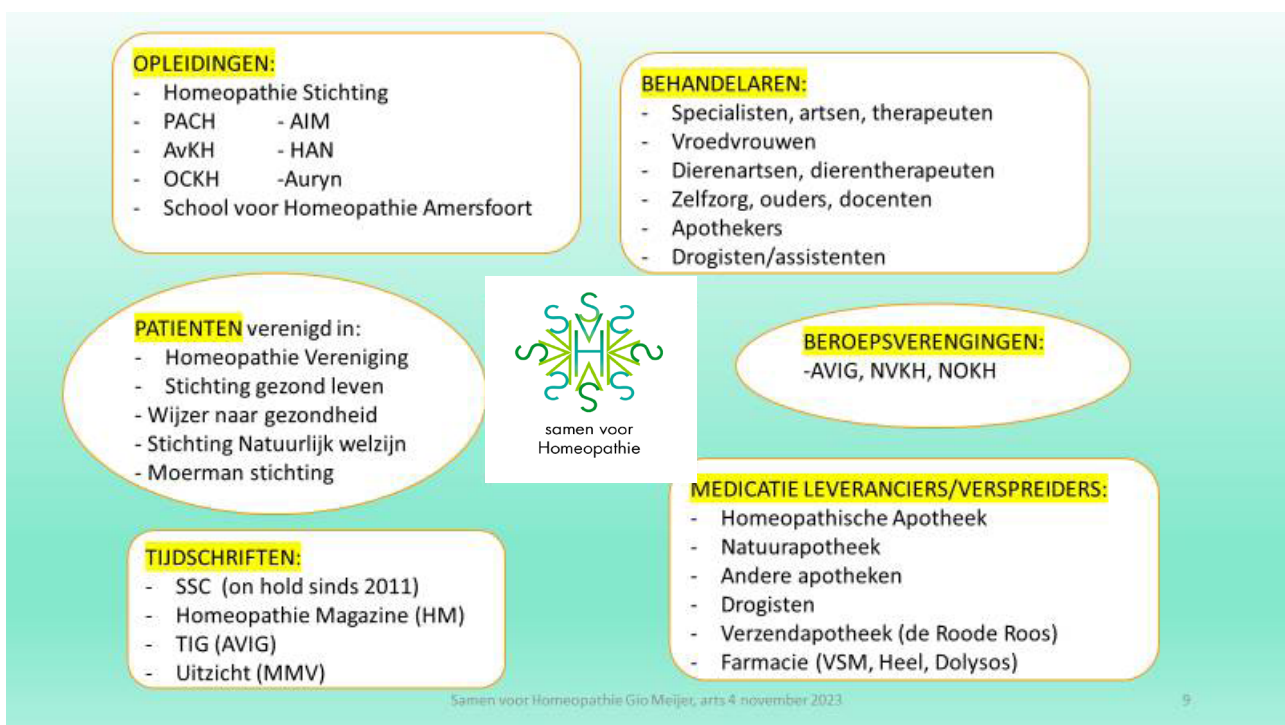 OPLEIDINGEN:
- Homeopathie Stichting
- PACH - AIM
- AvKH - HAN
- OCKH -Auryn
- School voor Homeopathie Amersfoort
BEHANDELAREN:
- Specialisten, artsen, therapeuten
- Vroedvrouwen
- Dierenartsen, dierentherapeuten
- Zelfzorg, ouders, docenten
- Apothekers
- Drogisten/assistenten
PATIENTEN verenigd in:
- Homeopathie Vereniging
- Stichting gezond leven
- Wijzer naar gezondheid
- Stichting Natuurlijk welzijn
- Moerman stichting
samen voor
Homeopathie
BEROEPSVERENGINGEN:
-AVIG, NVKH, NOKH
TIJDSCHRIFTEN:
- SSC (on hold sinds 2011)
- Homeopathie Magazine (HM)
- TIG (AVIG)
- Uitzicht (MMV)
MEDICATIE LEVERANCIERS/VERSPREIDERS:
- Homeopathische Apotheek
- Natuurapotheek
- Andere apotheken
- Drogisten
- Verzendapotheek (de Roode Roos)
- Farmacie (VSM, Heel, Dolysos)
Samen voor Homeopathie Gio Meijer, arts 4 november 2023
9